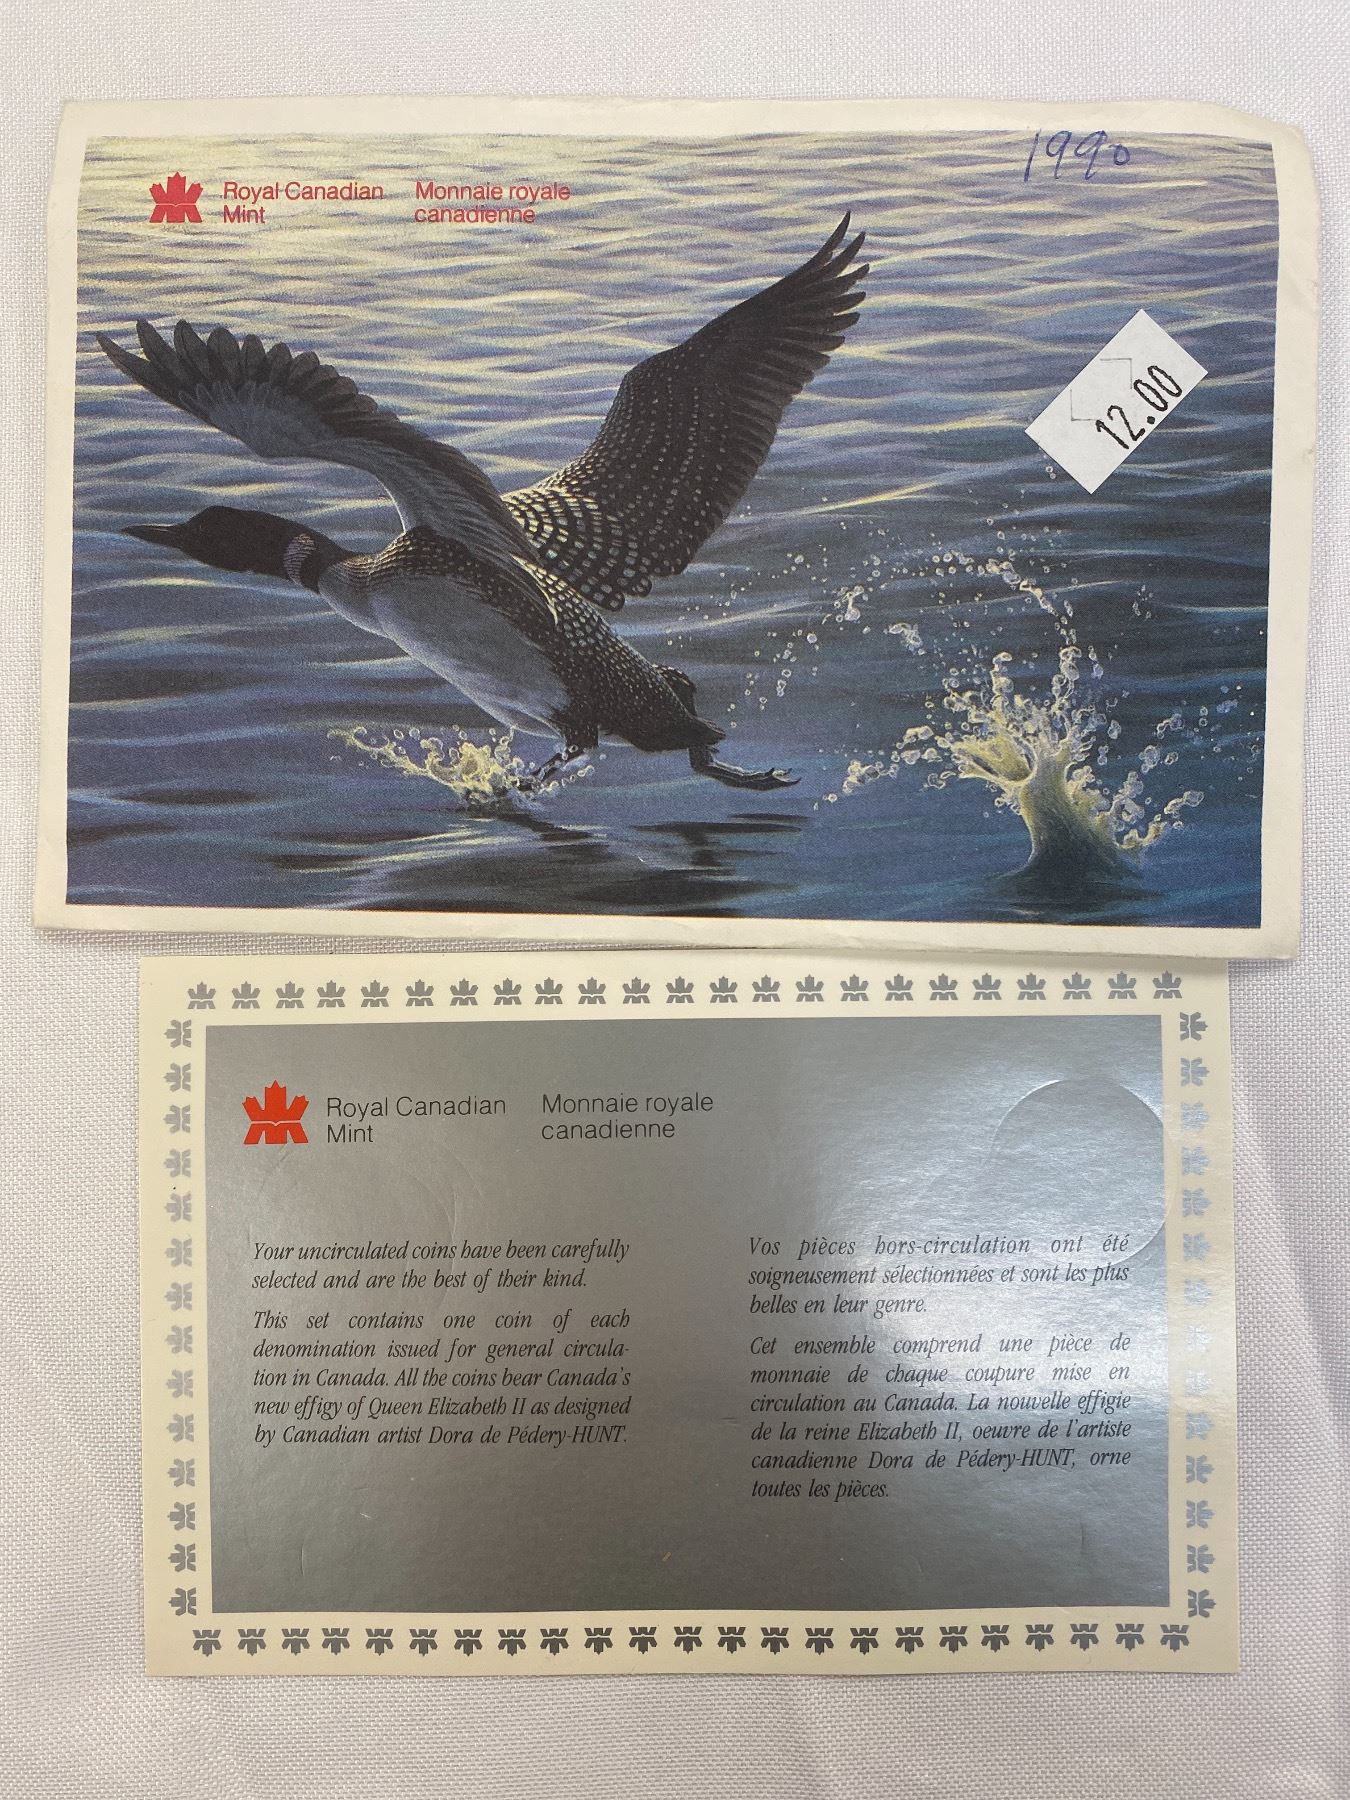 1990
Royal Canadian
Mint
Monnaie royale
canadienne
12.00
Royal Canadian
Mint
Monnaie royale
canadienne
Your uncirculated coins have been carefully
selected and are the best of their kind.
This set contains one coin of each
denomination issued for general circula-
tion in Canada. All the coins bear Canada's
new effigy of Queen Elizabeth II as designed
by Canadian artist Dora de Pédery-HUNT.
Vos pièces hors-circulation ont été
soigneusement sélectionnées et sont les plus
belles en leur genre.
Cet ensemble comprend une pièce de
monnaie de chaque coupure mise en
circulation au Canada. La nouvelle effigie
de la reine Elizabeth II, oeuvre de l'artiste
canadienne Dora de Pédery-HUNT, orne
toutes les pièces.